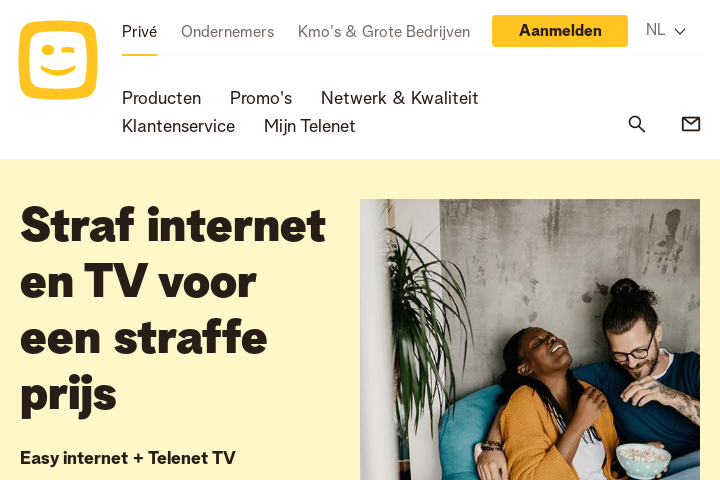 Privé Ondernemers Kmo's & Grote Bedrijven Aanmelden NL
Producten Promo's Netwerk & Kwaliteit
Klantenservice Mijn Telenet
Straf internet
en TV voor
een straffe
prijs
Easy internet + Telenet TV